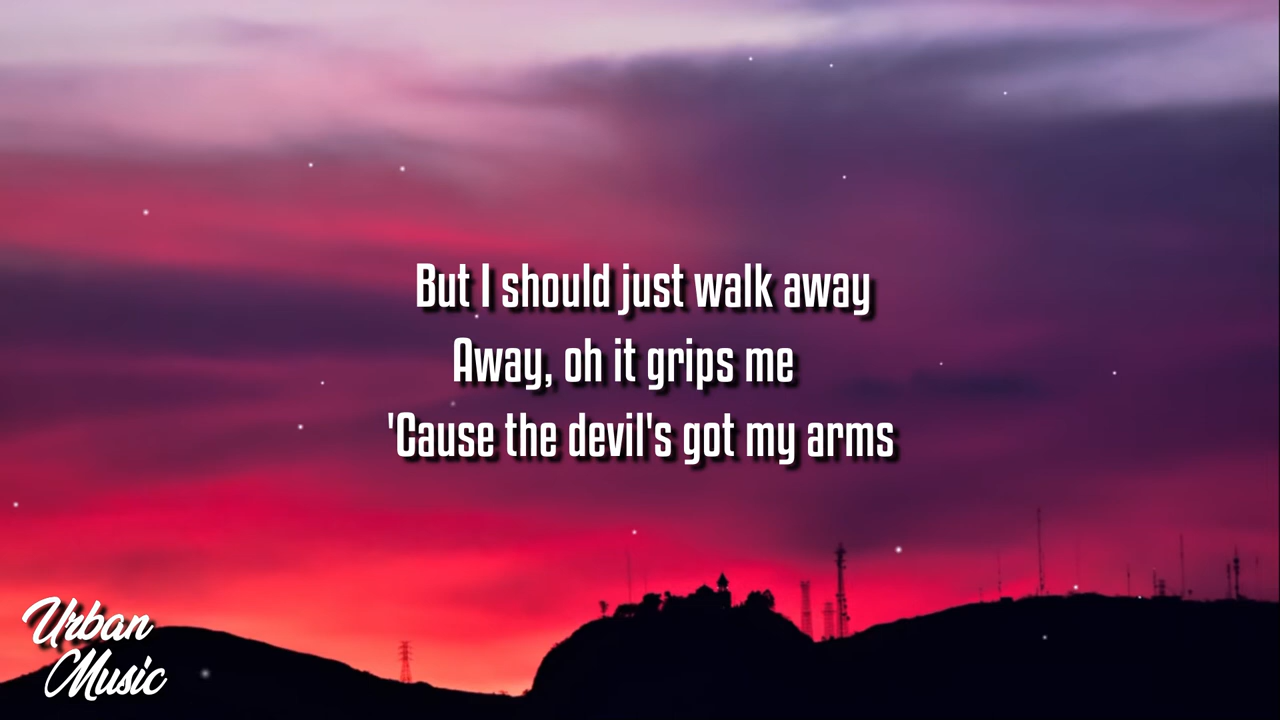 But I should just walk away
Away, oh it grips me
'Cause the devil's got my arms
Urban
Music